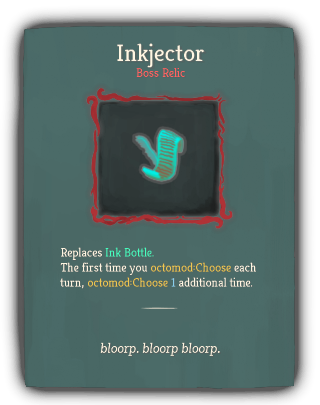 Inkjector
Boss Relic
Replaces Ink Bottle.
The first time you octomod:Choose each
turn, octomod:Choose 1 additional time.
bloorp. bloorp bloorp.